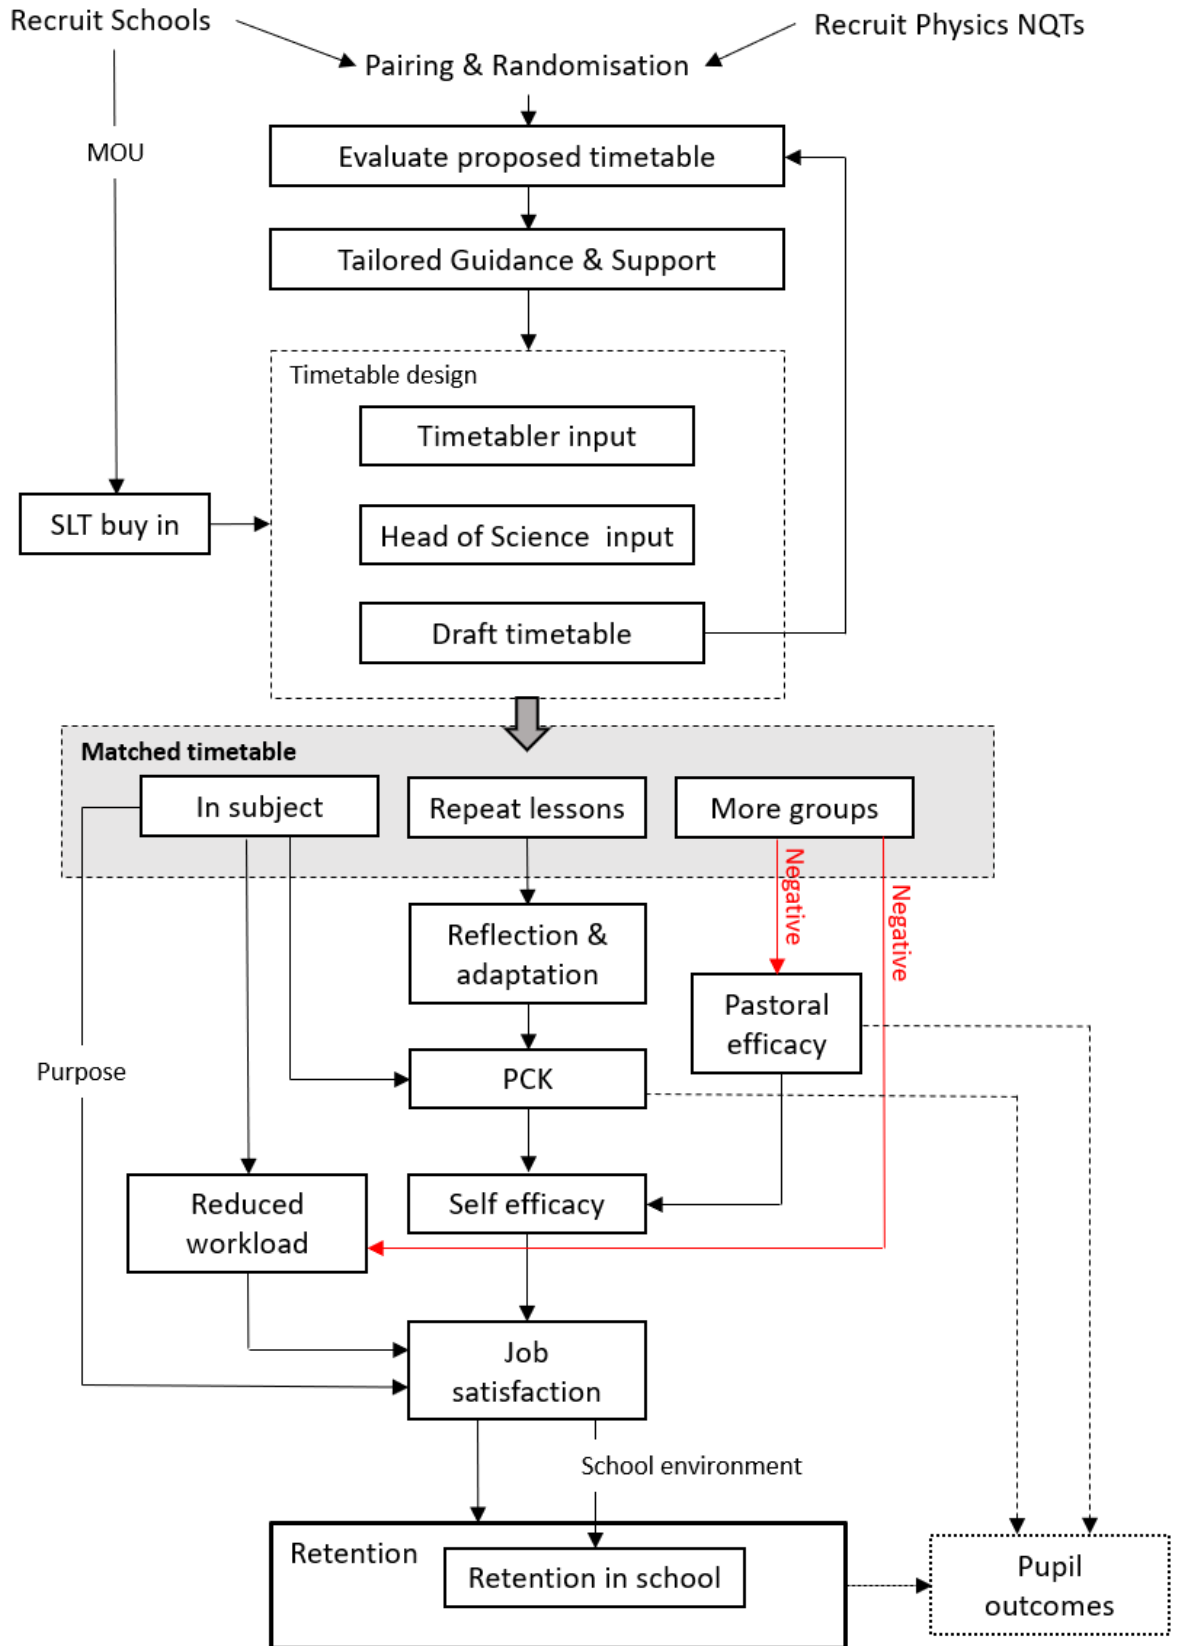 Recruit Schools
Recruit Physics NQTs
Pairing & Randomisation
MOU
Evaluate proposed timetable
Tailored Guidance & Support
Timetable design
Timetabler input
SLT buy in
Head of Science input
Draft timetable
Matched timetable
In subject
Repeat lessons
More groups
Negative
Negative
Reflection &
adaptation
Pastoral
efficacy
Purpose
PCK
Reduced
workload
Self efficacy
Job
satisfaction
School environment
Retention
Retention in school
Pupil
outcomes